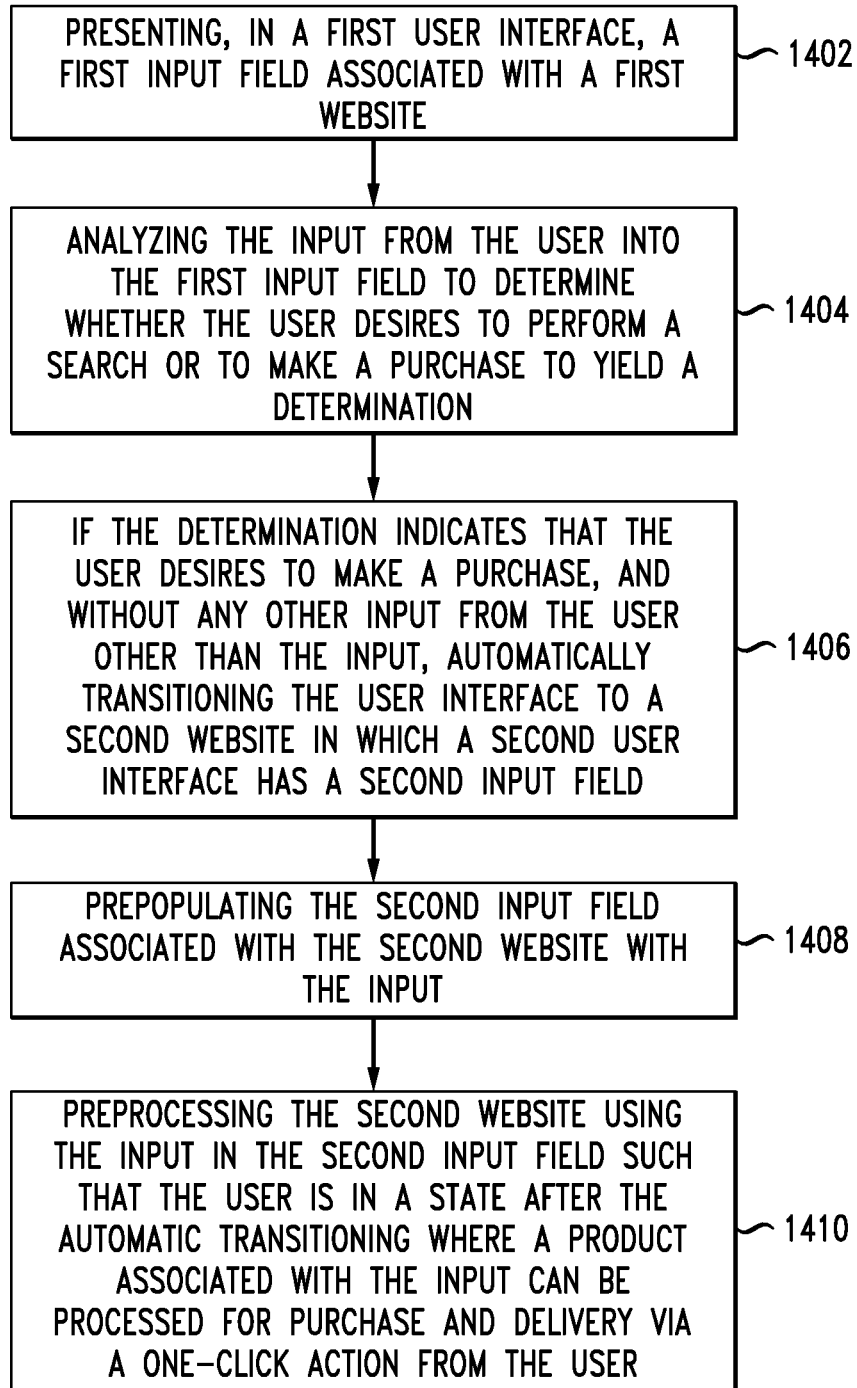 PRESENTING, IN A FIRST USER INTERFACE, A
FIRST INPUT FIELD ASSOCIATED WITH A FIRST
WEBSITE
1402
ANALYZING THE INPUT FROM THE USER INTO
THE FIRST INPUT FIELD TO DETERMINE
WHETHER THE USER DESIRES TO PERFORM A
SEARCH OR TO MAKE A PURCHASE TO YIELD A
DETERMINATION
1404
IF THE DETERMINATION INDICATES THAT THE
USER DESIRES TO MAKE A PURCHASE, AND
WITHOUT ANY OTHER INPUT FROM THE USER
OTHER THAN THE INPUT, AUTOMATICALLY
TRANSITIONING THE USER INTERFACE TO A
SECOND WEBSITE IN WHICH A SECOND USER
INTERFACE HAS A SECOND INPUT FIELD
1406
PREPOPULATING THE SECOND INPUT FIELD
ASSOCIATED WITH THE SECOND WEBSITE WITH
THE INPUT
1408
PREPROCESSING THE SECOND WEBSITE USING
THE INPUT IN THE SECOND INPUT FIELD SUCH
THAT THE USER IS IN A STATE AFTER THE
AUTOMATIC TRANSITIONING WHERE A PRODUCT
ASSOCIATED WITH THE INPUT CAN BE
PROCESSED FOR PURCHASE AND DELIVERY VIA
A ONE-CLICK ACTION FROM THE USER
1410